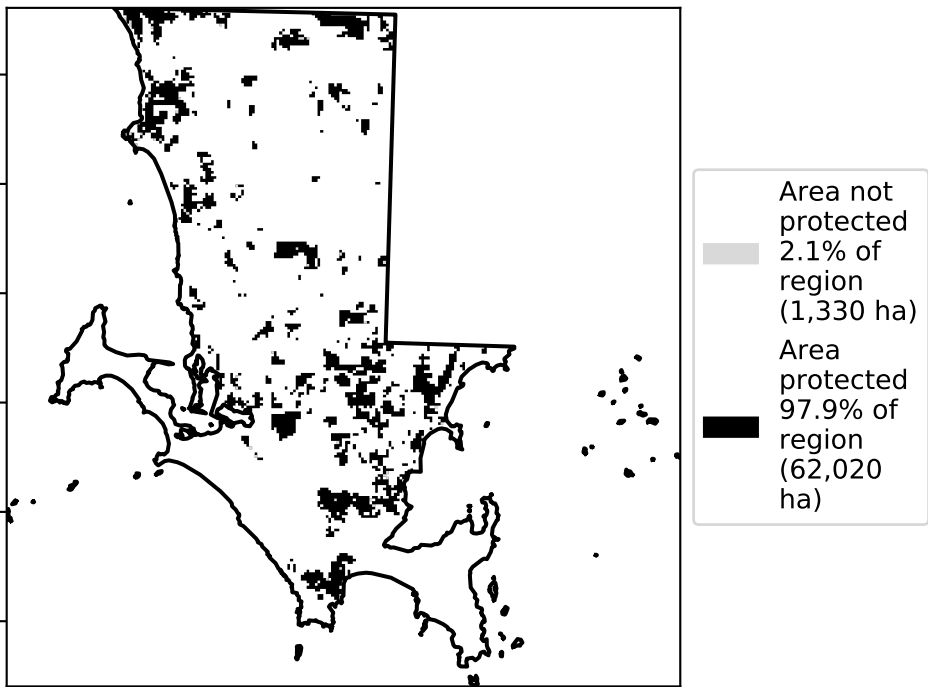 Area not
protected
2.1% of
region
(1,330 ha)
Area
protected
97.9% of
region
(62,020
ha)